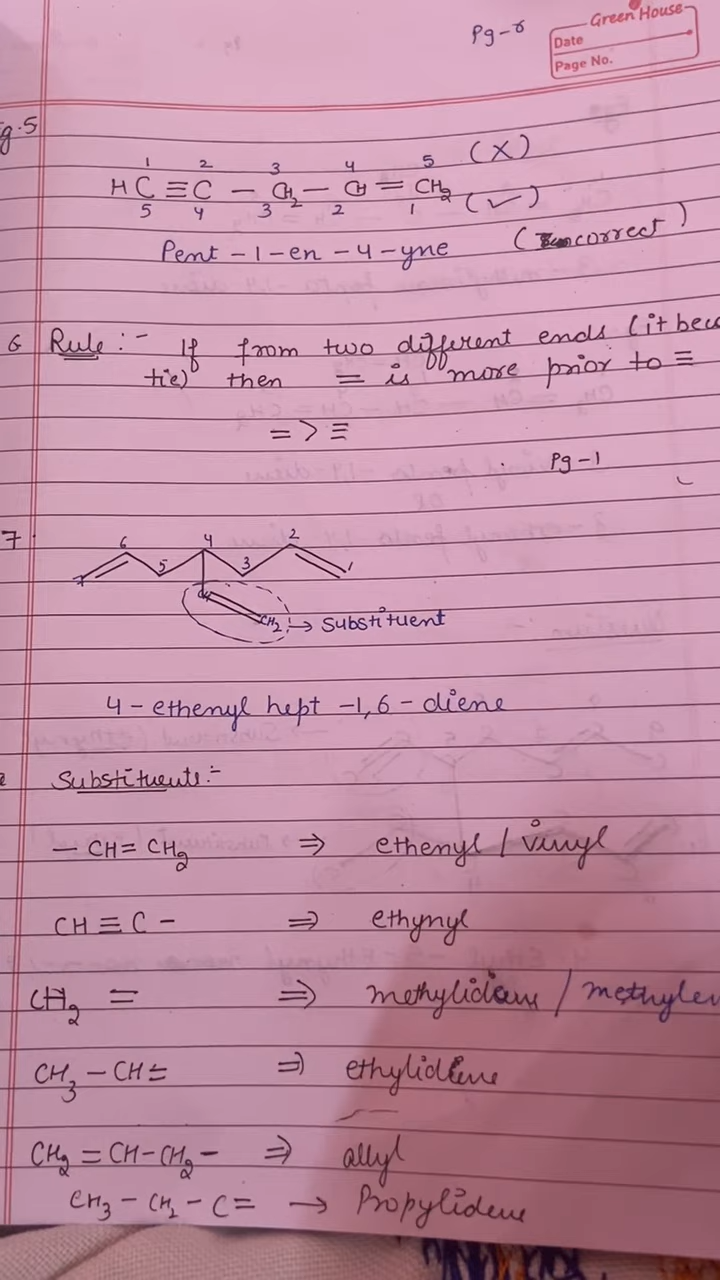 Pg-8
Green House
Date
Page No.
g.5
1 2 3 4 5 (X)
HC≡C-CH₂-CH=CH₂ (✓)
5 4 3 2 1
Pent-1-en-4-yne
6 Rule:- If from two different ends (it bec
tie) then = is more prior to ≡
= > ≡
Pg-1
7
7 6 5 4 3 2 1
CH₂ → Substituent
4-ethenyl hept-1,6-diene
Substituents:-
-CH=CH₂ ⇒ ethenyl / vinyl
CH≡C- ⇒ ethynyl
CH₂= ⇒ methylidene / methylen
CH₃-CH= ⇒ ethylidene
CH₂=CH-CH₂- ⇒ allyl
CH₃-CH₂-C= → Propylidene